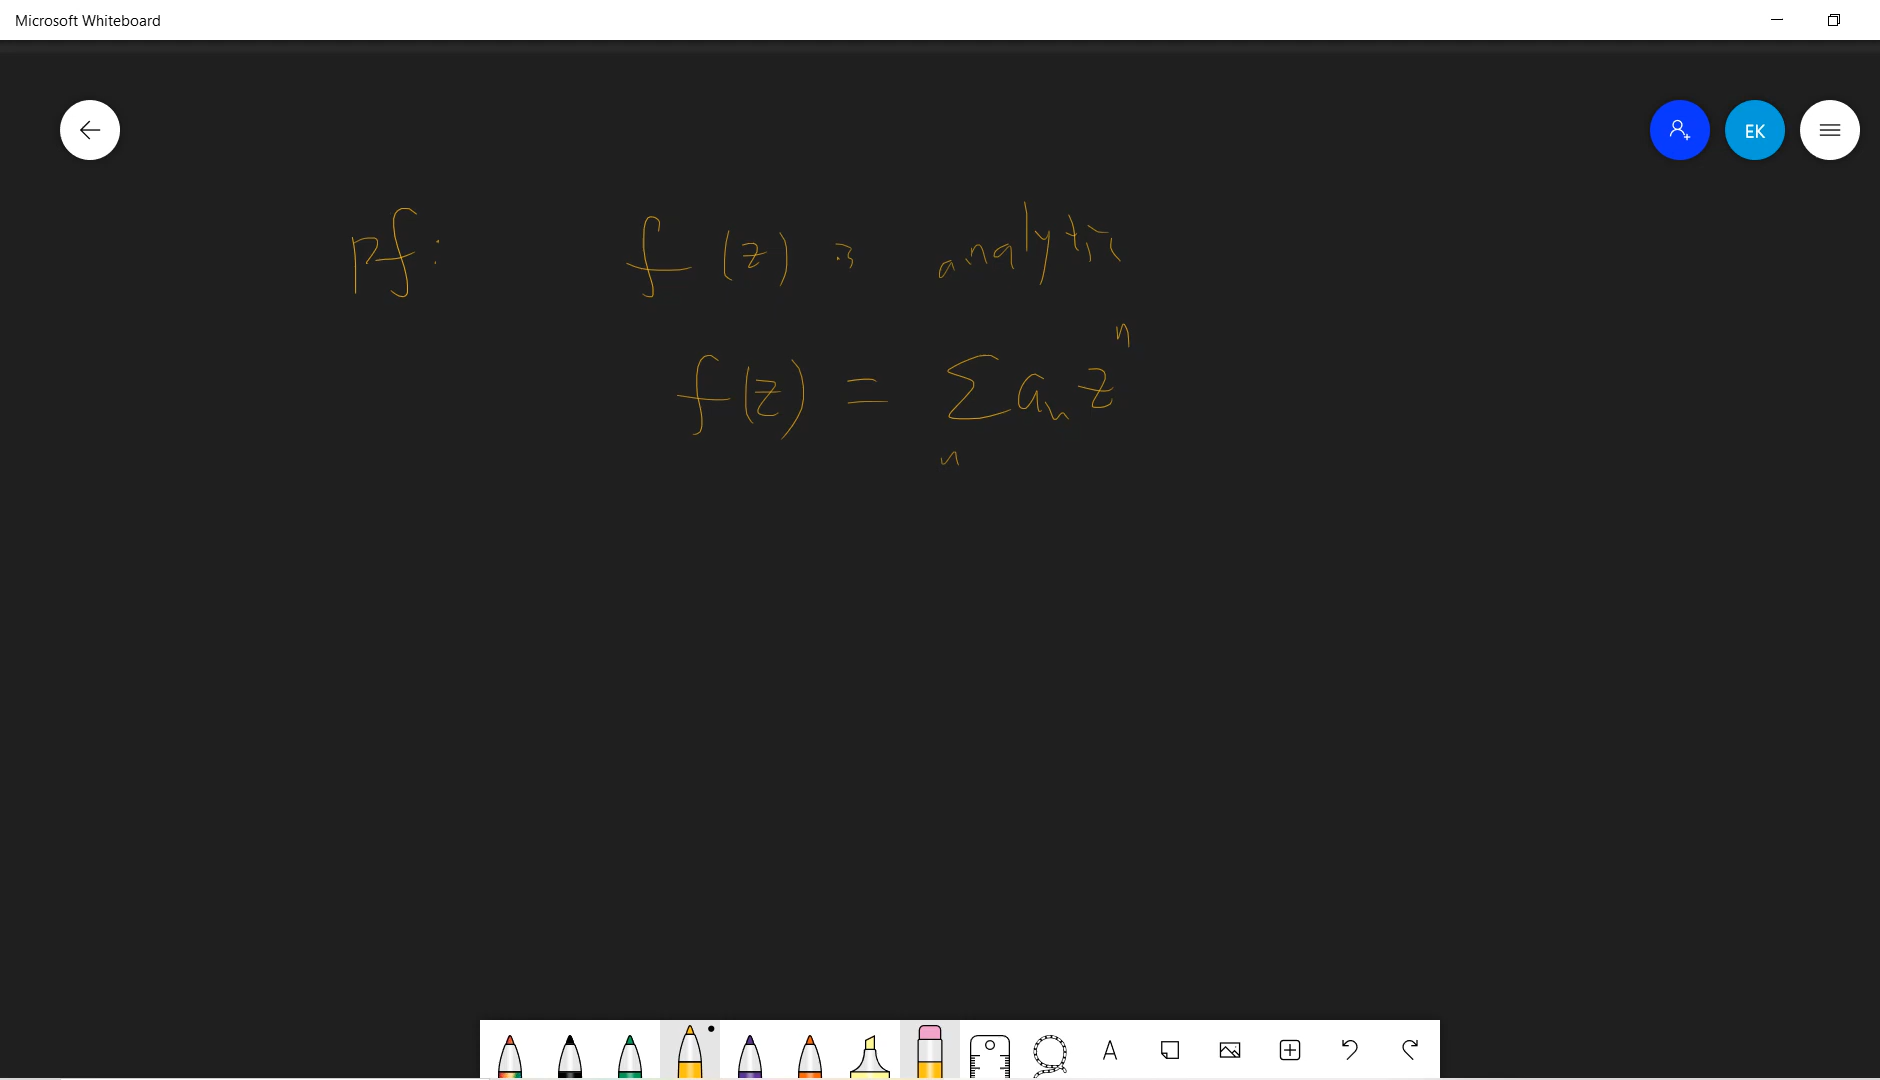 Microsoft Whiteboard
EK
pf: f(z) is analytic
f(z) = ∑ aₙ zⁿ
n
A